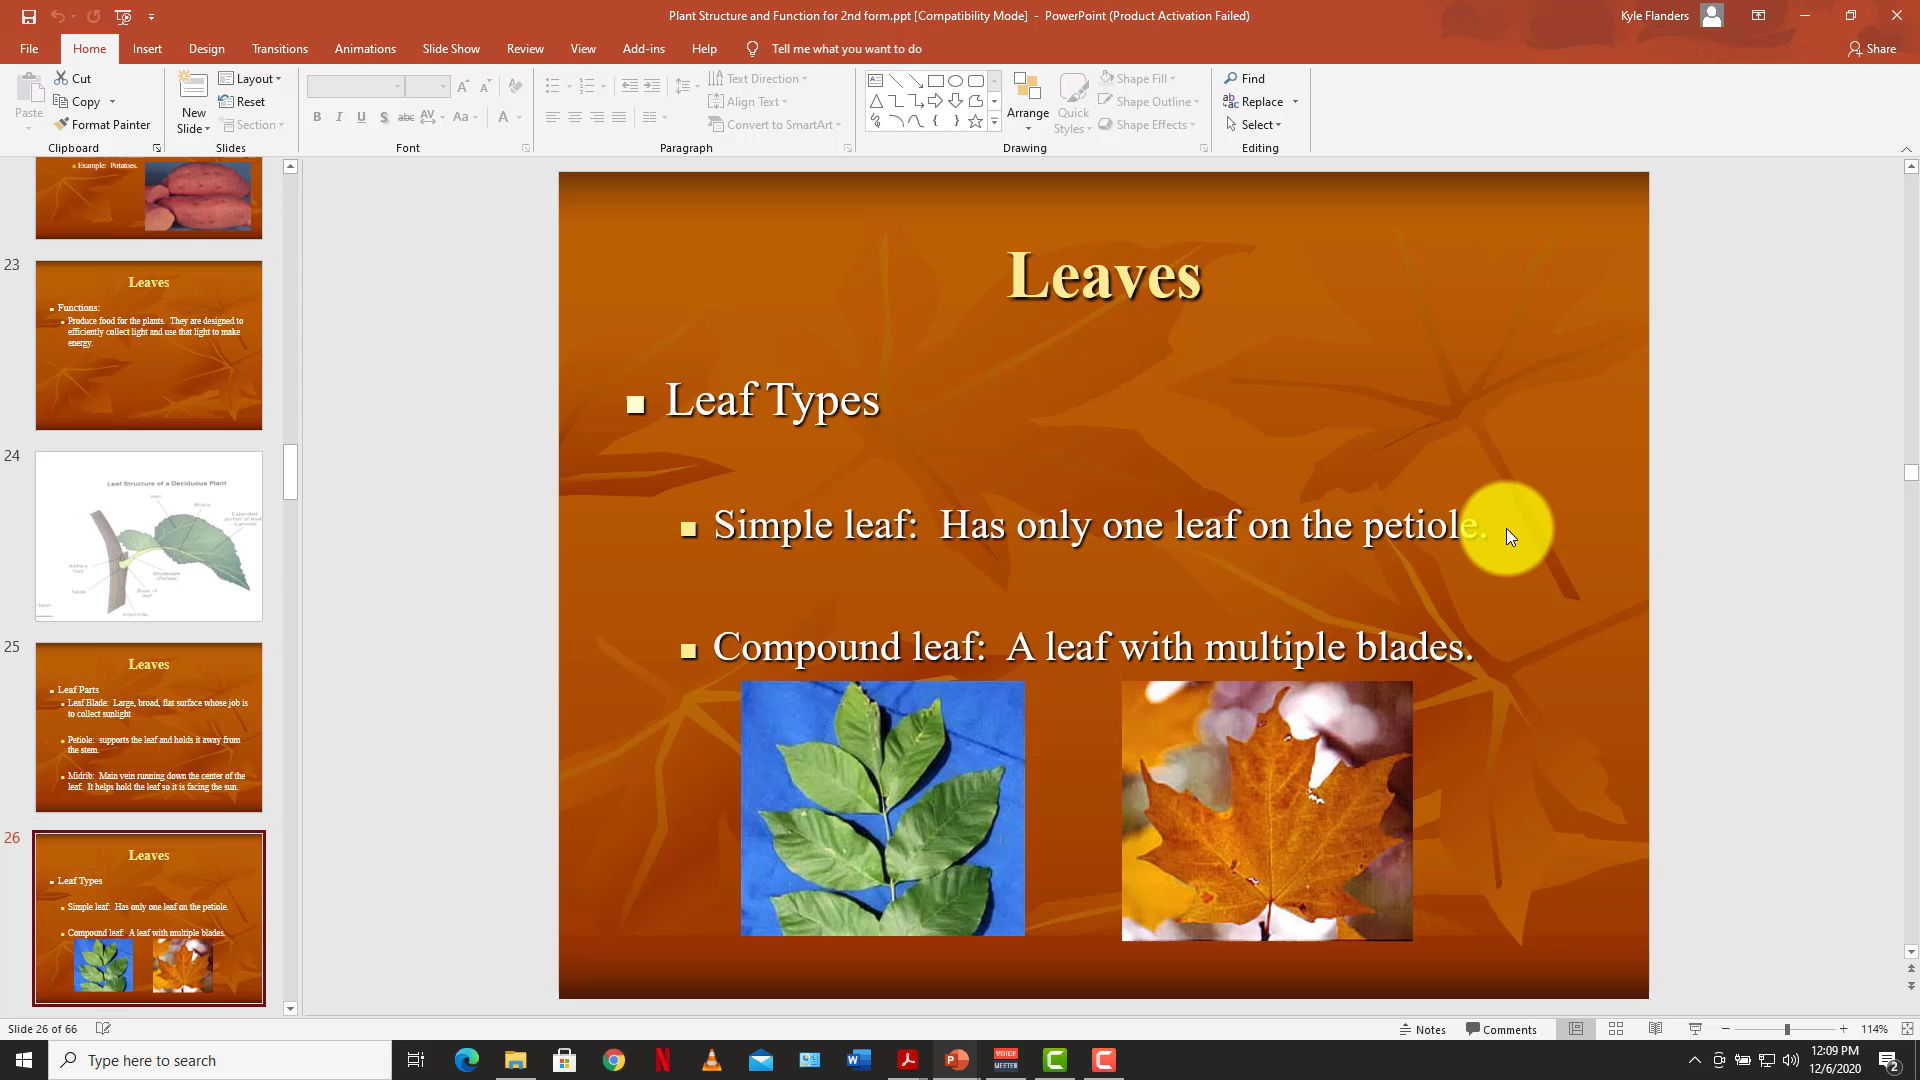 Plant Structure and Function for 2nd form.ppt [Compatibility Mode] - PowerPoint (Product Activation Failed)
Kyle Flanders
File Home Insert Design Transitions Animations Slide Show Review View Add-ins Help Tell me what you want to do
Share
Paste
Cut
Copy
Format Painter
Clipboard
New Slide
Layout
Reset
Section
Slides
B I U S abc AV Aa A
Font
Text Direction
Align Text
Convert to SmartArt
Paragraph
Arrange
Quick Styles
Shape Fill
Shape Outline
Shape Effects
Drawing
Find
Replace
Select
Editing
Example: Potatoes.
23
Leaves
Functions:
Produce food for the plants. They are designed to
efficiently collect light and use that light to make
energy.
24
Leaf Structure of a Deciduous Plant
25
Leaves
Leaf Parts
Leaf Blade: Large, broad, flat surface whose job is
to collect sunlight
Petiole: supports the leaf and holds it away from
the stem.
Midrib: Main vein running down the center of the
leaf. It helps hold the leaf so it is facing the sun.
26
Leaves
Leaf Types
Simple leaf: Has only one leaf on the petiole.
Compound leaf: A leaf with multiple blades.
Leaves
Leaf Types
Simple leaf: Has only one leaf on the petiole.
Compound leaf: A leaf with multiple blades.
Slide 26 of 66
Notes
Comments
114%
Type here to search
VOICE
MEETER
12:09 PM
12/6/2020
2